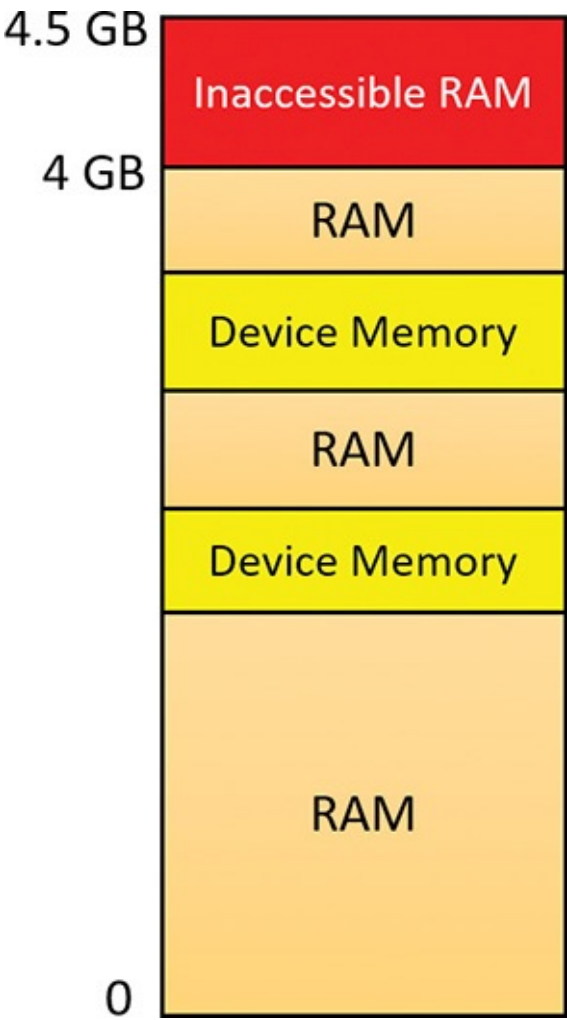 4.5 GB
Inaccessible RAM
4 GB
RAM
Device Memory
RAM
Device Memory
RAM
0